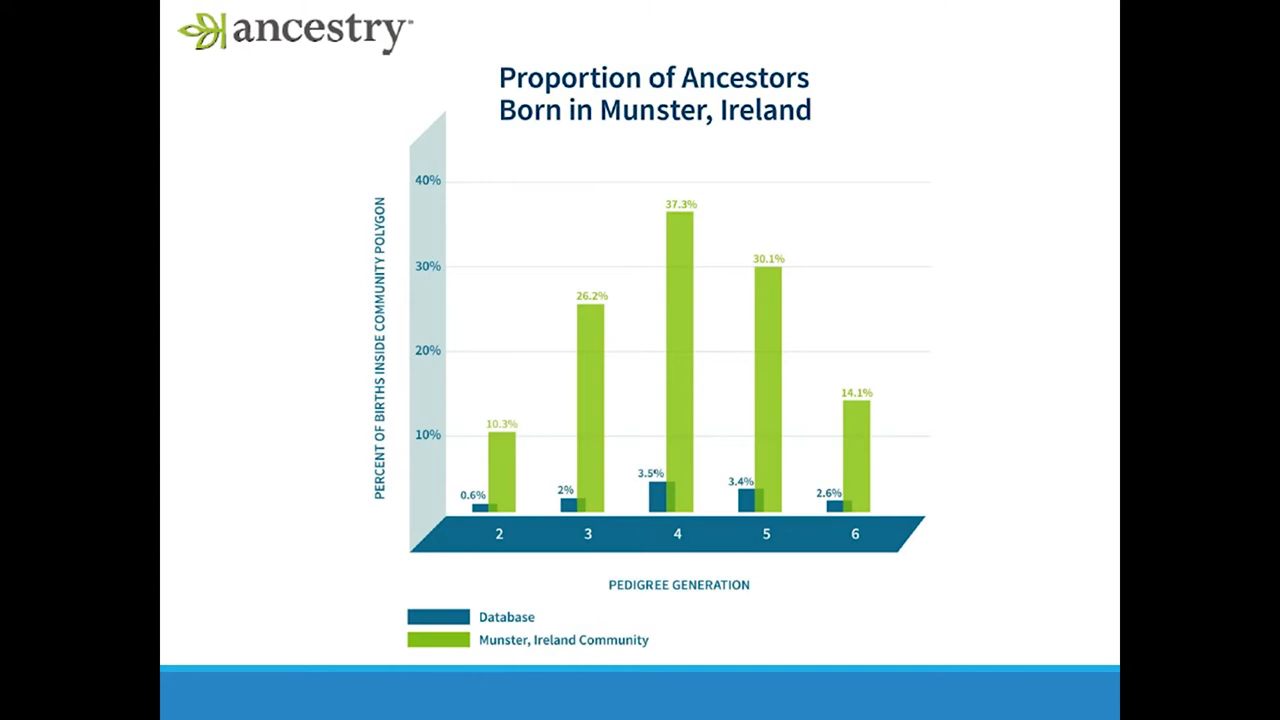 ancestry™
Proportion of Ancestors
Born in Munster, Ireland
PERCENT OF BIRTHS INSIDE COMMUNITY POLYGON
40%
30%
20%
10%
0.6%
10.3%
2%
26.2%
3.5%
37.3%
3.4%
30.1%
2.6%
14.1%
2 3 4 5 6
PEDIGREE GENERATION
Database
Munster, Ireland Community